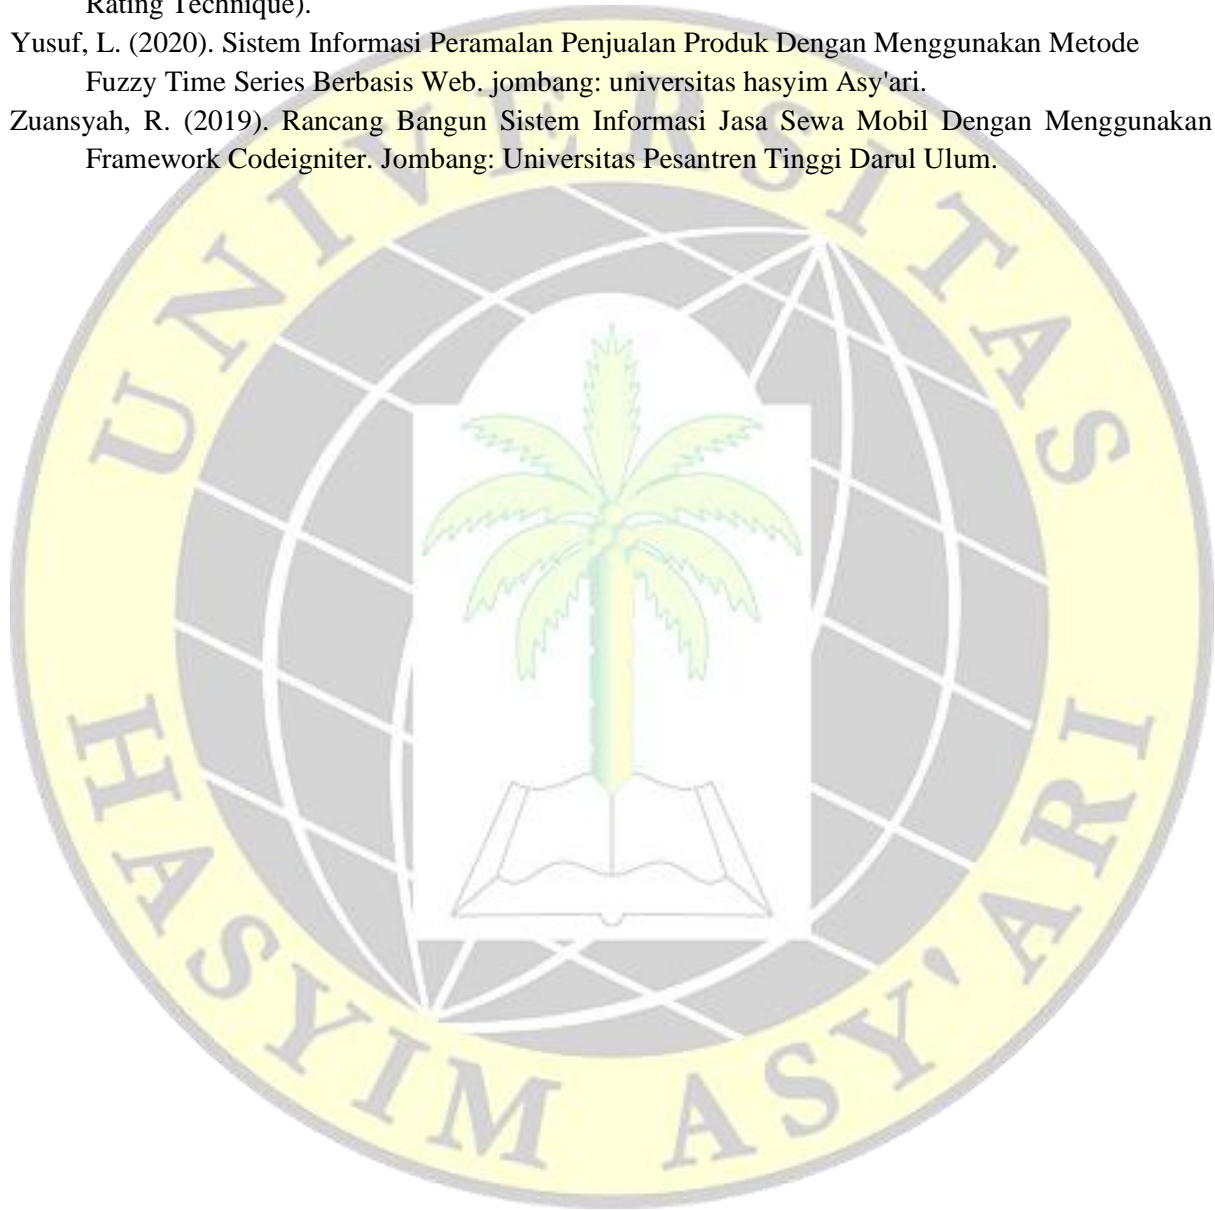 Rating Technique).
Yusuf, L. (2020). Sistem Informasi Peramalan Penjualan Produk Dengan Menggunakan Metode
Fuzzy Time Series Berbasis Web. jombang: universitas hasyim Asy'ari.
Zuansyah, R. (2019). Rancang Bangun Sistem Informasi Jasa Sewa Mobil Dengan Menggunakan
Framework Codeigniter. Jombang: Universitas Pesantren Tinggi Darul Ulum.
UNIVERSITAS
HASYIM ASY'ARI